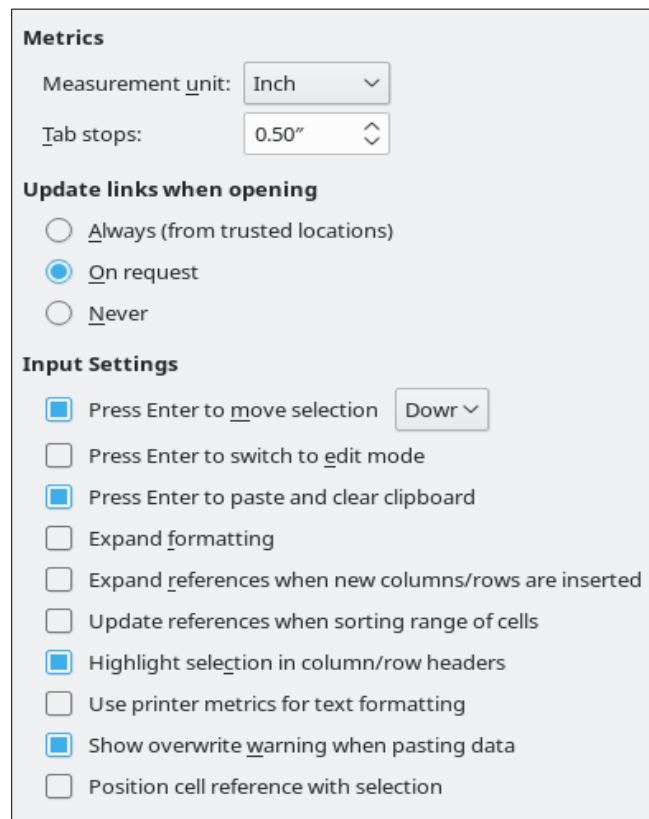 Metrics
Measurement unit: Inch
Tab stops: 0.50″
Update links when opening
Always (from trusted locations)
On request
Never
Input Settings
Press Enter to move selection Dowr
Press Enter to switch to edit mode
Press Enter to paste and clear clipboard
Expand formatting
Expand references when new columns/rows are inserted
Update references when sorting range of cells
Highlight selection in column/row headers
Use printer metrics for text formatting
Show overwrite warning when pasting data
Position cell reference with selection